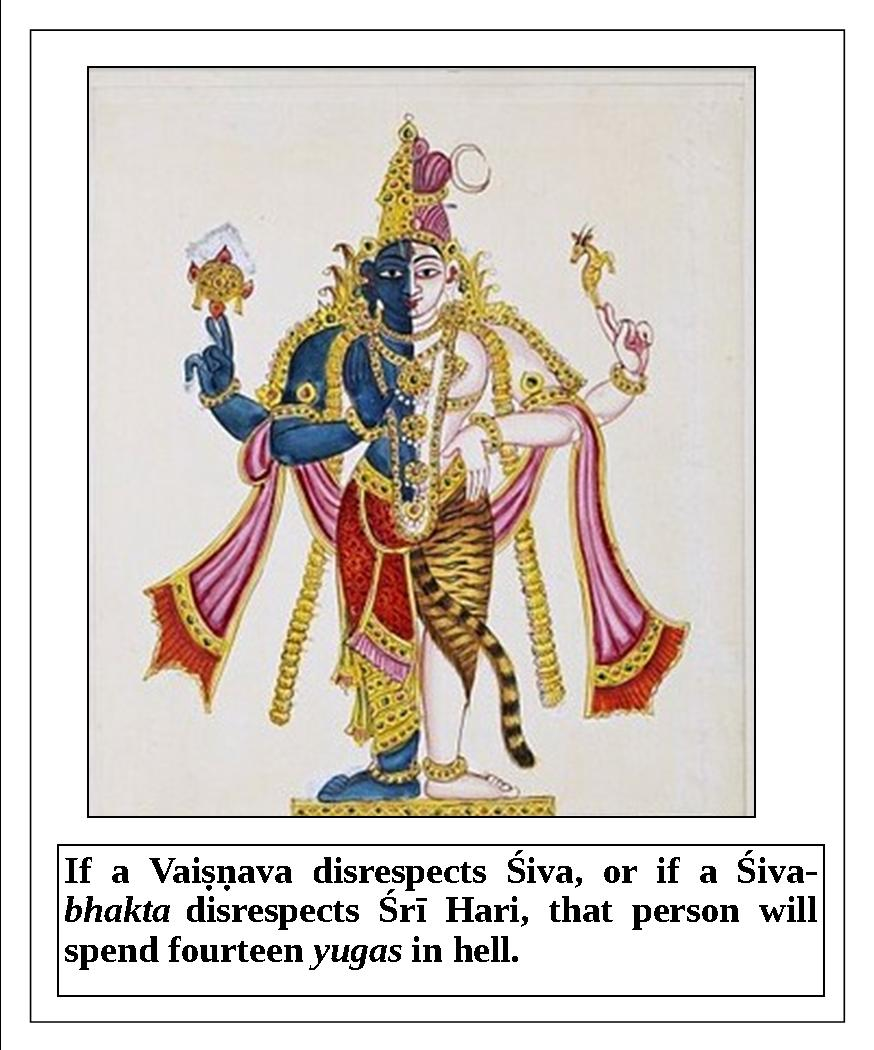 If a Vaiṣṇava disrespects Śiva, or if a Śiva-
bhakta disrespects Śrī Hari, that person will
spend fourteen yugas in hell.